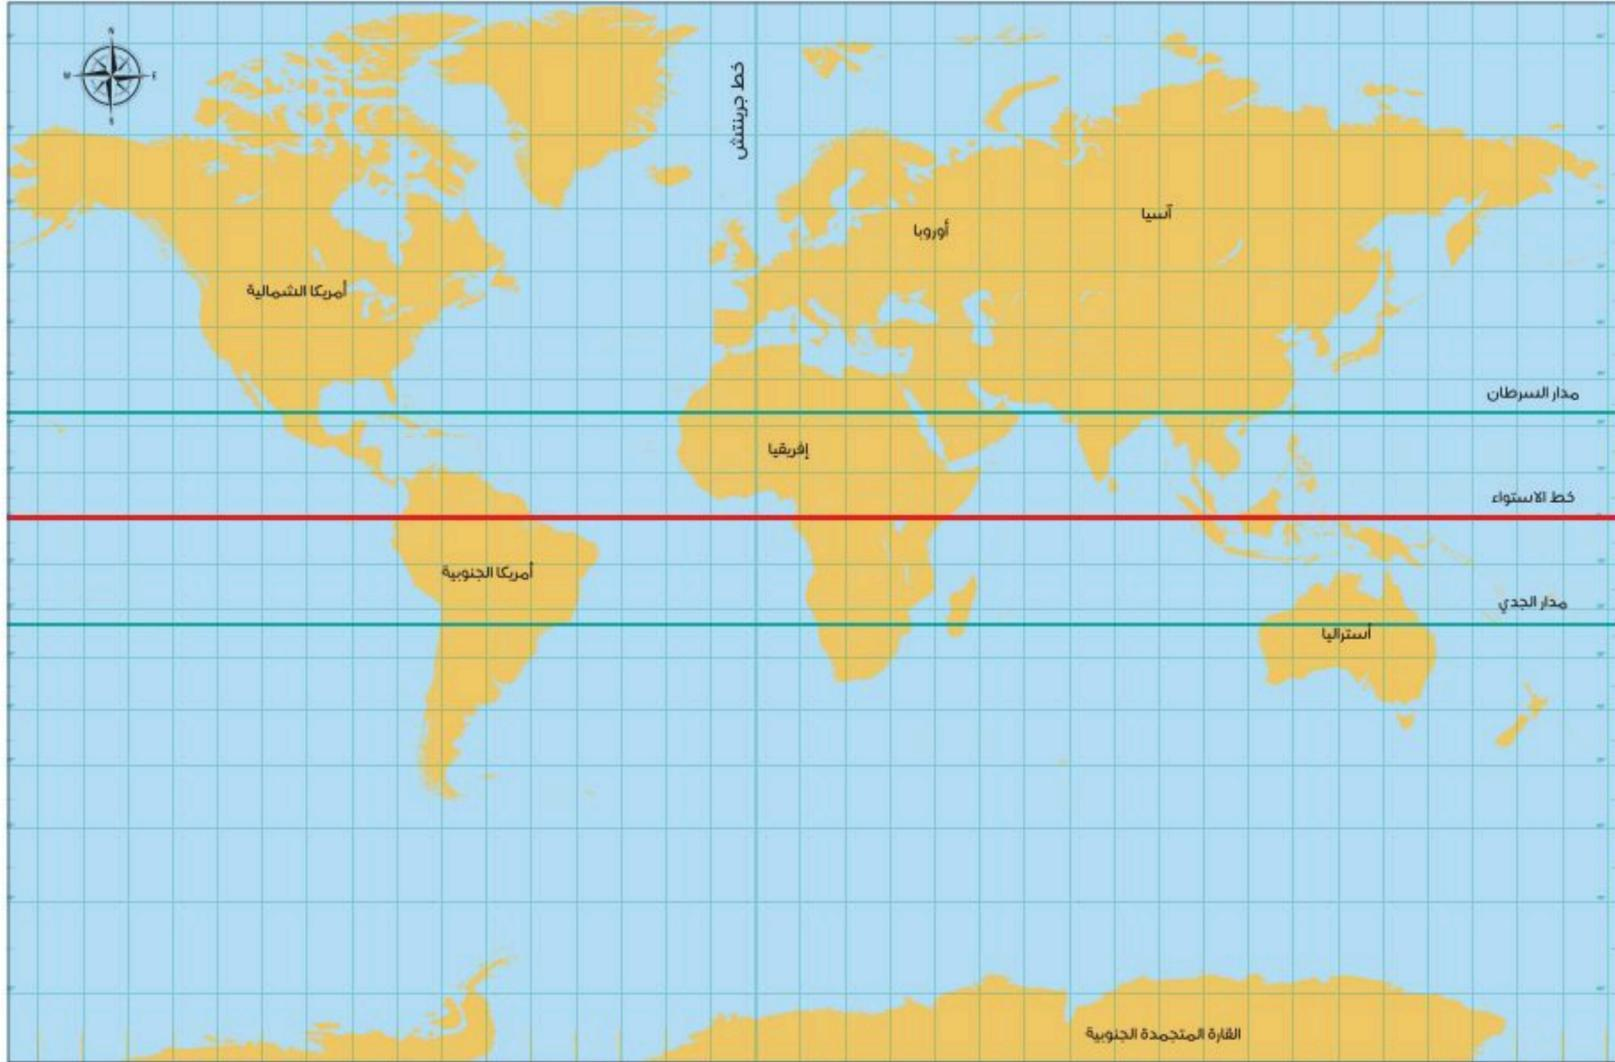 N
W E
S
خط جرينتش
آسيا
أوروبا
أمريكا الشمالية
مدار السرطان
إفريقيا
خط الاستواء
أمريكا الجنوبية
مدار الجدي
أستراليا
القارة المتجمدة الجنوبية